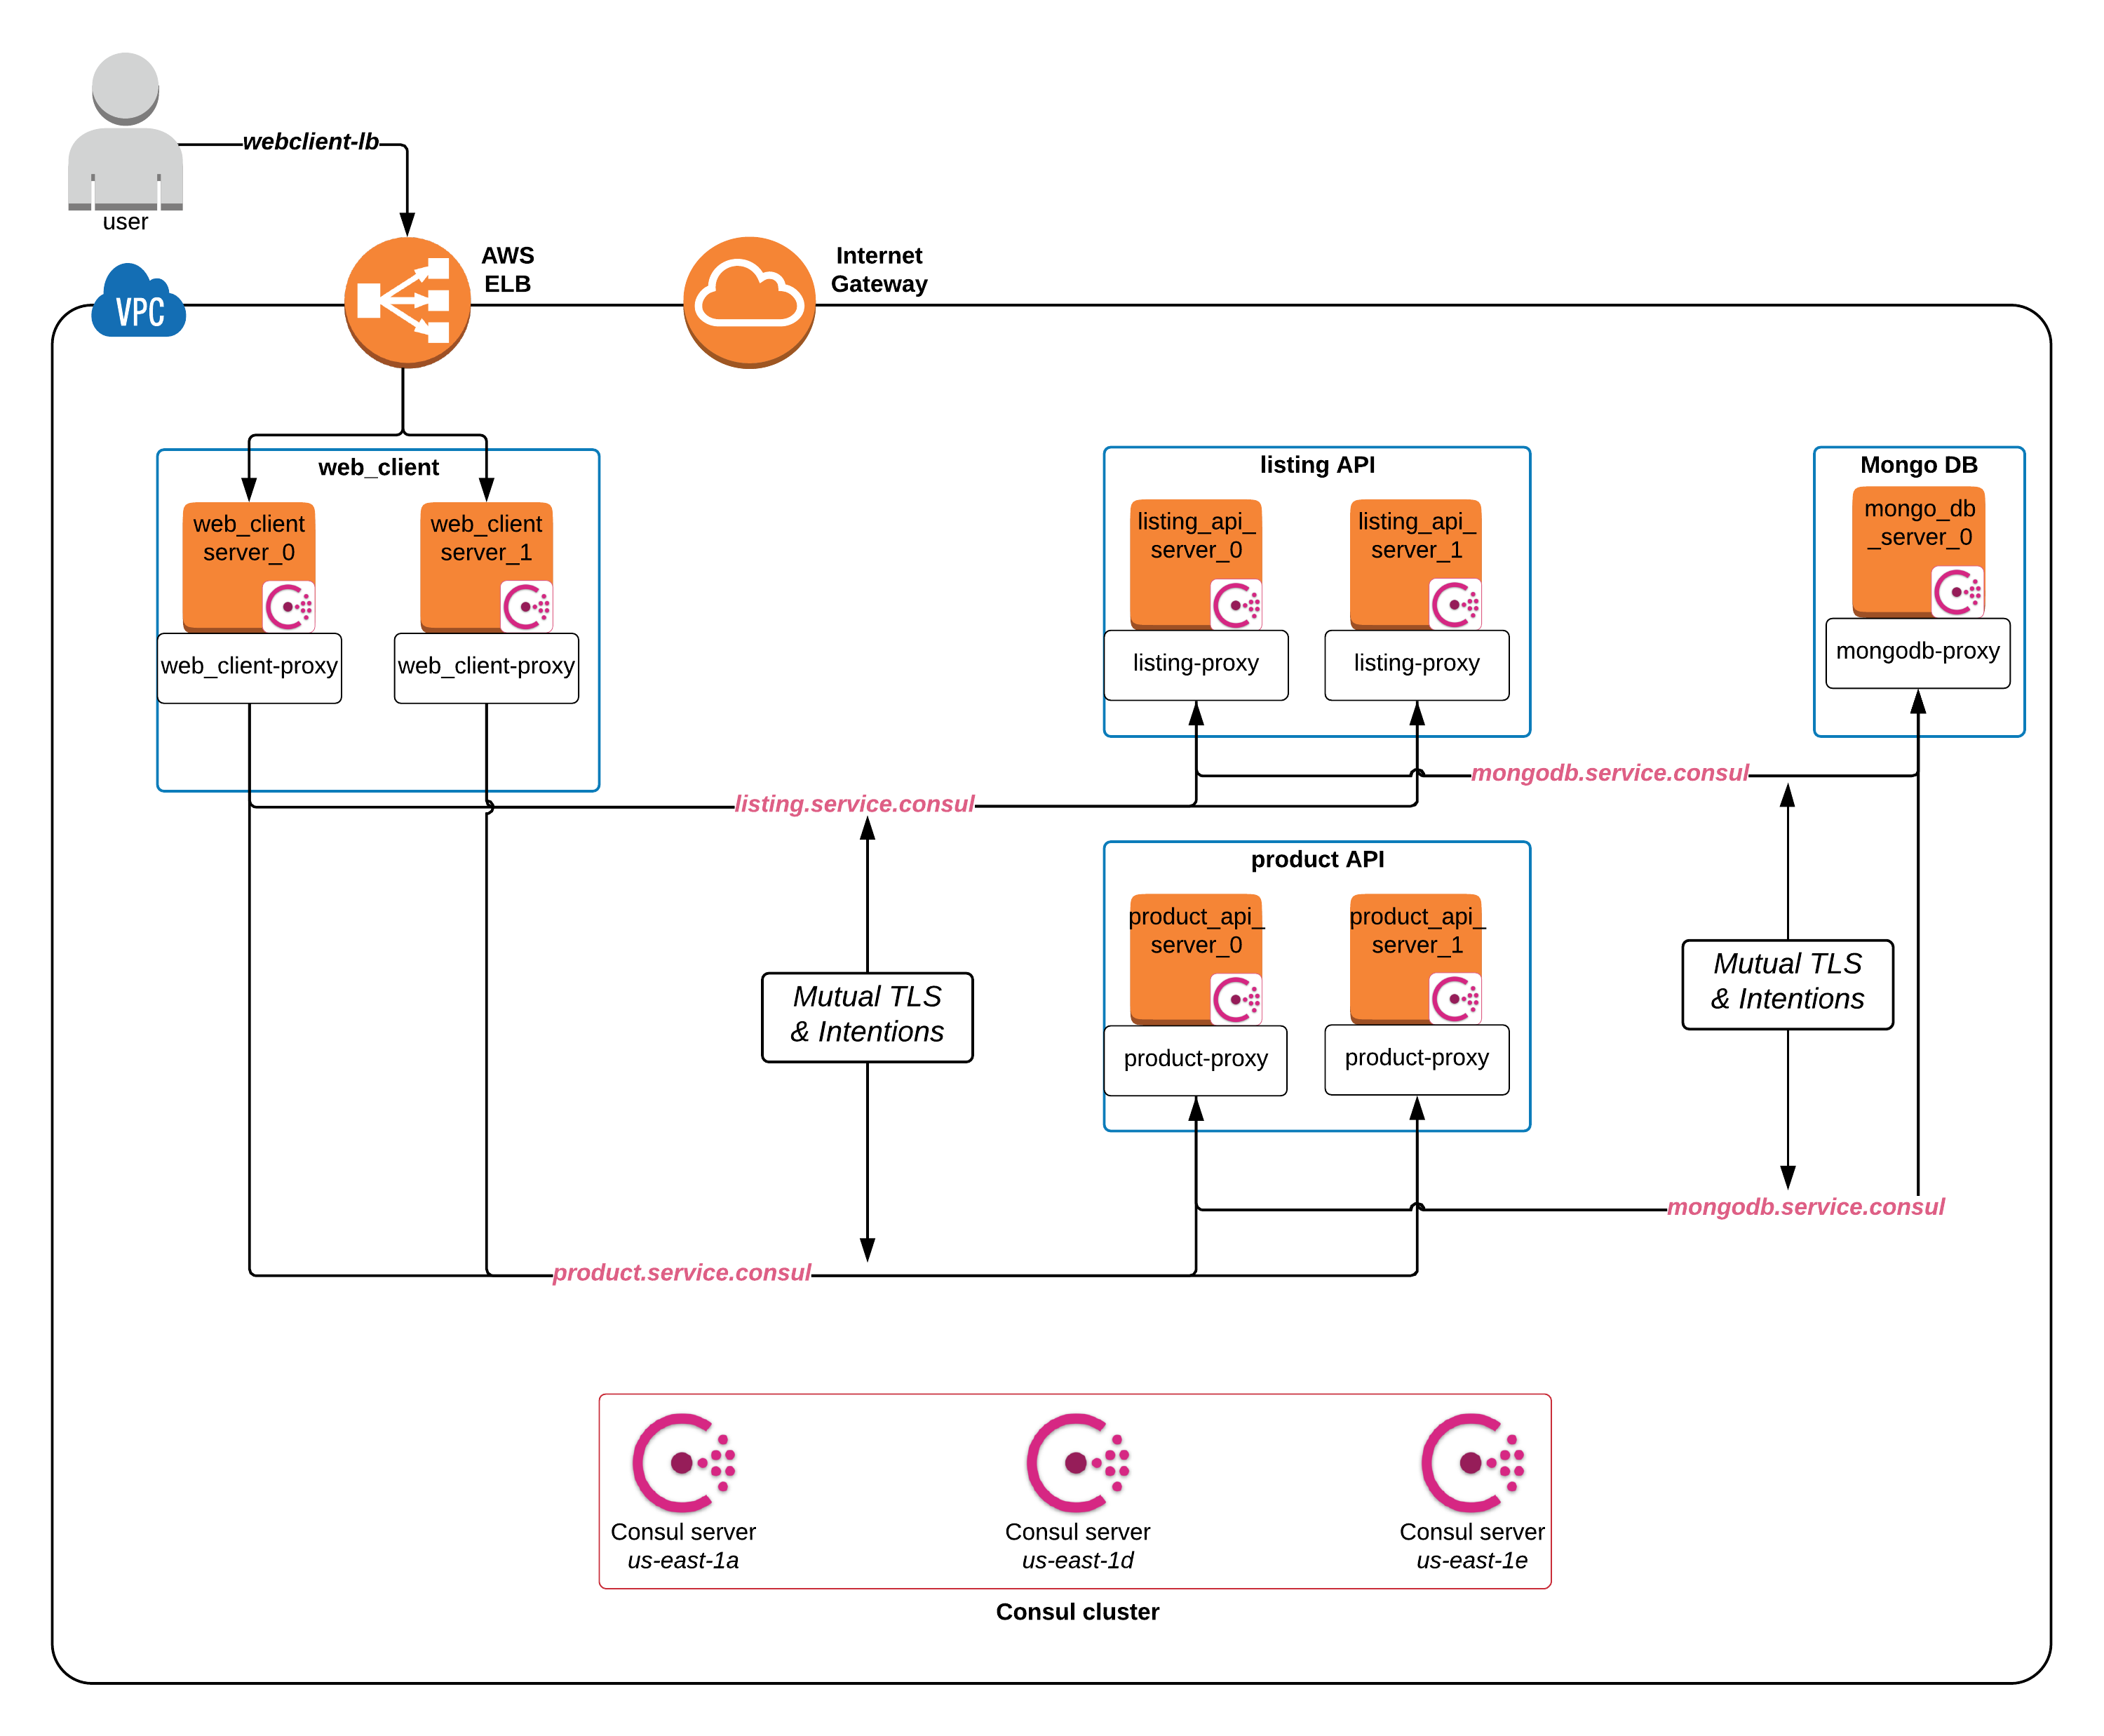 webclient-lb
user
AWS
ELB
Internet
Gateway
VPC
web_client
web_client
server_0
web_client
server_1
web_client-proxy
web_client-proxy
listing API
listing_api_
server_0
listing_api_
server_1
listing-proxy
listing-proxy
Mongo DB
mongo_db
_server_0
mongodb-proxy
mongodb.service.consul
listing.service.consul
product API
product_api_
server_0
product_api_
server_1
product-proxy
product-proxy
Mutual TLS
& Intentions
Mutual TLS
& Intentions
mongodb.service.consul
product.service.consul
Consul server
us-east-1a
Consul server
us-east-1d
Consul server
us-east-1e
Consul cluster